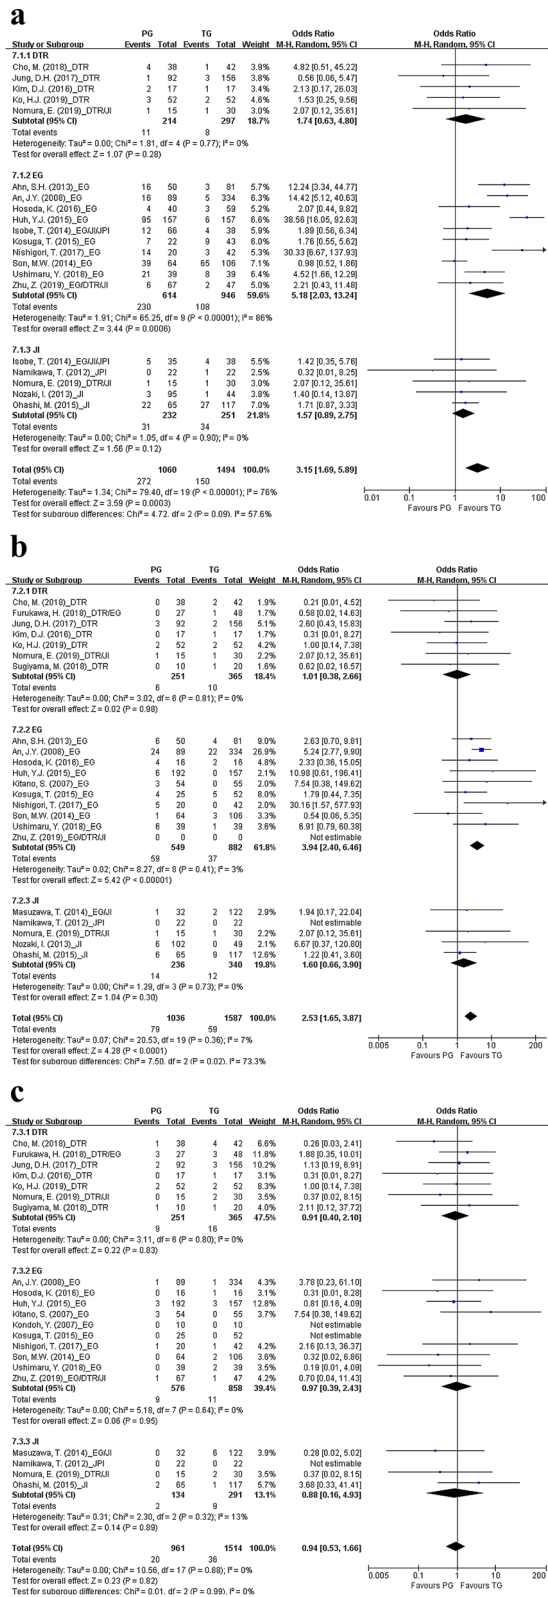 a
PG TG Odds Ratio Odds Ratio
Study or Subgroup Events Total Events Total Weight M-H, Random, 95% CI M-H, Random, 95% CI
7.1.1 DTR
Cho, M. (2018)_DTR 4 38 1 42 3.9% 4.82 [0.51, 45.22]
Jung, D.H. (2017)_DTR 1 92 3 156 3.8% 0.56 [0.06, 5.47]
Kim, D.J. (2016)_DTR 2 17 1 17 3.4% 2.13 [0.17, 26.03]
Ko, H.J. (2019)_DTR 3 52 2 52 4.7% 1.53 [0.25, 9.56]
Nomura, E. (2019)_DTR/JI 1 15 1 30 2.9% 2.07 [0.12, 35.61]
Subtotal (95% CI) 214 297 18.7% 1.74 [0.63, 4.80]
Total events 11 8
Heterogeneity: Tau² = 0.00; Chi² = 1.81, df = 4 (P = 0.77); I² = 0%
Test for overall effect: Z = 1.07 (P = 0.28)
7.1.2 EG
Ahn, S.H. (2013)_EG 16 50 3 81 5.7% 12.24 [3.34, 44.77]
An, J.Y. (2008)_EG 16 89 5 334 6.2% 14.42 [5.12, 40.63]
Hosoda, K. (2016)_EG 4 40 3 59 5.2% 2.07 [0.44, 9.82]
Huh, Y.J. (2015)_EG 95 157 6 157 6.5% 38.56 [16.05, 92.63]
Isobe, T. (2014)_EG/JI/JPI 12 66 4 38 5.9% 1.89 [0.56, 6.34]
Kosuga, T. (2015)_EG 7 22 9 43 6.0% 1.76 [0.55, 5.62]
Nishigori, T. (2017)_EG 14 20 3 42 5.2% 30.33 [6.67, 137.93]
Son, M.W. (2014)_EG 39 64 65 106 6.9% 0.98 [0.52, 1.86]
Ushimaru, Y. (2018)_EG 21 39 8 39 6.3% 4.52 [1.66, 12.29]
Zhu, Z. (2019)_EG/DTR/JI 6 67 2 47 5.0% 2.21 [0.43, 11.48]
Subtotal (95% CI) 614 946 59.6% 5.18 [2.03, 13.24]
Total events 230 108
Heterogeneity: Tau² = 1.91; Chi² = 65.25, df = 9 (P < 0.00001); I² = 86%
Test for overall effect: Z = 3.44 (P = 0.0006)
7.1.3 JI
Isobe, T. (2014)_EG/JI/JPI 5 35 4 38 5.5% 1.42 [0.35, 5.76]
Namikawa, T. (2012)_JPI 0 22 1 22 2.4% 0.32 [0.01, 8.25]
Nomura, E. (2019)_DTR/JI 1 15 1 30 2.9% 2.07 [0.12, 35.61]
Nozaki, I. (2013)_JI 3 95 1 44 3.8% 1.40 [0.14, 13.87]
Ohashi, M. (2015)_JI 22 65 27 117 6.8% 1.71 [0.87, 3.33]
Subtotal (95% CI) 232 251 21.8% 1.57 [0.89, 2.75]
Total events 31 34
Heterogeneity: Tau² = 0.00; Chi² = 1.05, df = 4 (P = 0.90); I² = 0%
Test for overall effect: Z = 1.56 (P = 0.12)
Total (95% CI) 1060 1494 100.0% 3.15 [1.69, 5.89]
Total events 272 150
Heterogeneity: Tau² = 1.34; Chi² = 79.40, df = 19 (P < 0.00001); I² = 76%
Test for overall effect: Z = 3.59 (P = 0.0003)
Test for subgroup differences: Chi² = 4.72, df = 2 (P = 0.09), I² = 57.6%
0.01 0.1 1 10 100
Favours PG Favours TG
b
PG TG Odds Ratio Odds Ratio
Study or Subgroup Events Total Events Total Weight M-H, Random, 95% CI M-H, Random, 95% CI
7.2.1 DTR
Cho, M. (2018)_DTR 0 38 2 42 1.9% 0.21 [0.01, 4.52]
Furukawa, H. (2018)_DTR/EG 0 27 1 48 1.7% 0.58 [0.02, 14.63]
Jung, D.H. (2017)_DTR 3 92 2 156 4.7% 2.60 [0.43, 15.83]
Kim, D.J. (2016)_DTR 0 17 1 17 1.7% 0.31 [0.01, 8.27]
Ko, H.J. (2019)_DTR 2 52 2 52 4.0% 1.00 [0.14, 7.38]
Nomura, E. (2019)_DTR/JI 1 15 1 30 2.2% 2.07 [0.12, 35.61]
Sugiyama, M. (2018)_DTR 0 10 1 20 1.6% 0.62 [0.02, 16.57]
Subtotal (95% CI) 251 365 18.4% 1.01 [0.38, 2.66]
Total events 6 10
Heterogeneity: Tau² = 0.00; Chi² = 3.02, df = 6 (P = 0.81); I² = 0%
Test for overall effect: Z = 0.02 (P = 0.98)
7.2.2 EG
Ahn, S.H. (2013)_EG 6 50 4 81 9.1% 2.63 [0.70, 9.81]
An, J.Y. (2008)_EG 24 89 22 334 26.9% 5.24 [2.77, 9.90]
Hosoda, K. (2016)_EG 4 16 2 16 4.5% 2.33 [0.36, 15.05]
Huh, Y.J. (2015)_EG 6 192 0 157 2.1% 10.98 [0.61, 196.41]
Kitano, S. (2007)_EG 3 54 0 55 2.0% 7.54 [0.38, 149.62]
Kosuga, T. (2015)_EG 4 25 5 52 8.2% 1.79 [0.44, 7.35]
Nishigori, T. (2017)_EG 5 20 0 42 2.0% 30.16 [1.57, 577.93]
Son, M.W. (2014)_EG 1 64 3 106 3.2% 0.54 [0.06, 5.35]
Ushimaru, Y. (2018)_EG 6 39 1 39 3.8% 6.91 [0.79, 60.38]
Zhu, Z. (2019)_EG/DTR/JI 0 0 0 0 Not estimable
Subtotal (95% CI) 549 882 61.8% 3.94 [2.40, 6.46]
Total events 59 37
Heterogeneity: Tau² = 0.02; Chi² = 8.27, df = 8 (P = 0.41); I² = 3%
Test for overall effect: Z = 5.42 (P < 0.00001)
7.2.3 JI
Masuzawa, T. (2014)_EG/JI 1 32 2 122 2.9% 1.94 [0.17, 22.04]
Namikawa, T. (2012)_JPI 0 22 0 22 Not estimable
Nomura, E. (2019)_DTR/JI 1 15 1 30 2.2% 2.07 [0.12, 35.61]
Nozaki, I. (2013)_JI 6 102 0 49 2.1% 6.67 [0.37, 120.80]
Ohashi, M. (2015)_JI 6 65 9 117 12.6% 1.22 [0.41, 3.60]
Subtotal (95% CI) 236 340 19.8% 1.60 [0.66, 3.90]
Total events 14 12
Heterogeneity: Tau² = 0.00; Chi² = 1.29, df = 3 (P = 0.73); I² = 0%
Test for overall effect: Z = 1.04 (P = 0.30)
Total (95% CI) 1036 1587 100.0% 2.53 [1.65, 3.87]
Total events 79 59
Heterogeneity: Tau² = 0.07; Chi² = 20.53, df = 19 (P = 0.36); I² = 7%
Test for overall effect: Z = 4.28 (P < 0.0001)
Test for subgroup differences: Chi² = 7.50, df = 2 (P = 0.02), I² = 73.3%
0.005 0.1 1 10 200
Favours PG Favours TG
c
PG TG Odds Ratio Odds Ratio
Study or Subgroup Events Total Events Total Weight M-H, Random, 95% CI M-H, Random, 95% CI
7.3.1 DTR
Cho, M. (2018)_DTR 1 38 4 42 6.6% 0.26 [0.03, 2.41]
Furukawa, H. (2018)_DTR/EG 3 27 3 48 11.8% 1.88 [0.35, 10.01]
Jung, D.H. (2017)_DTR 2 92 3 156 10.2% 1.13 [0.19, 6.91]
Kim, D.J. (2016)_DTR 0 17 1 17 3.1% 0.31 [0.01, 8.27]
Ko, H.J. (2019)_DTR 2 52 2 52 8.4% 1.00 [0.14, 7.38]
Nomura, E. (2019)_DTR/JI 0 15 2 30 3.5% 0.37 [0.02, 8.15]
Sugiyama, M. (2018)_DTR 1 10 1 20 4.0% 2.11 [0.12, 37.72]
Subtotal (95% CI) 251 365 47.5% 0.91 [0.40, 2.10]
Total events 9 16
Heterogeneity: Tau² = 0.00; Chi² = 3.11, df = 6 (P = 0.80); I² = 0%
Test for overall effect: Z = 0.22 (P = 0.83)
7.3.2 EG
An, J.Y. (2008)_EG 1 89 1 334 4.3% 3.78 [0.23, 61.10]
Hosoda, K. (2016)_EG 0 16 1 16 3.1% 0.31 [0.01, 8.28]
Huh, Y.J. (2015)_EG 3 192 3 157 12.8% 0.81 [0.16, 4.09]
Kitano, S. (2007)_EG 3 54 0 55 3.7% 7.54 [0.38, 149.62]
Kondoh, Y. (2007)_EG 0 10 0 10 Not estimable
Kosuga, T. (2015)_EG 0 25 0 52 Not estimable
Nishigori, T. (2017)_EG 1 20 1 42 4.1% 2.16 [0.13, 36.37]
Son, M.W. (2014)_EG 0 64 2 106 3.6% 0.32 [0.02, 6.86]
Ushimaru, Y. (2018)_EG 0 39 2 39 3.5% 0.19 [0.01, 4.09]
Zhu, Z. (2019)_EG/DTR/JI 1 67 1 47 4.2% 0.70 [0.04, 11.43]
Subtotal (95% CI) 576 858 39.4% 0.97 [0.39, 2.43]
Total events 9 11
Heterogeneity: Tau² = 0.00; Chi² = 5.18, df = 7 (P = 0.64); I² = 0%
Test for overall effect: Z = 0.06 (P = 0.95)
7.3.3 JI
Masuzawa, T. (2014)_EG/JI 0 32 6 122 3.9% 0.28 [0.02, 5.02]
Namikawa, T. (2012)_JPI 0 22 0 22 Not estimable
Nomura, E. (2019)_DTR/JI 0 15 2 30 3.5% 0.37 [0.02, 8.15]
Ohashi, M. (2015)_JI 2 65 1 117 5.7% 3.68 [0.33, 41.41]
Subtotal (95% CI) 134 291 13.1% 0.88 [0.16, 4.93]
Total events 2 9
Heterogeneity: Tau² = 0.31; Chi² = 2.30, df = 2 (P = 0.32); I² = 13%
Test for overall effect: Z = 0.14 (P = 0.89)
Total (95% CI) 961 1514 100.0% 0.94 [0.53, 1.66]
Total events 20 36
Heterogeneity: Tau² = 0.00; Chi² = 10.56, df = 17 (P = 0.88); I² = 0%
Test for overall effect: Z = 0.23 (P = 0.82)
Test for subgroup differences: Chi² = 0.01, df = 2 (P = 0.99), I² = 0%
0.005 0.1 1 10 200
Favours PG Favours TG